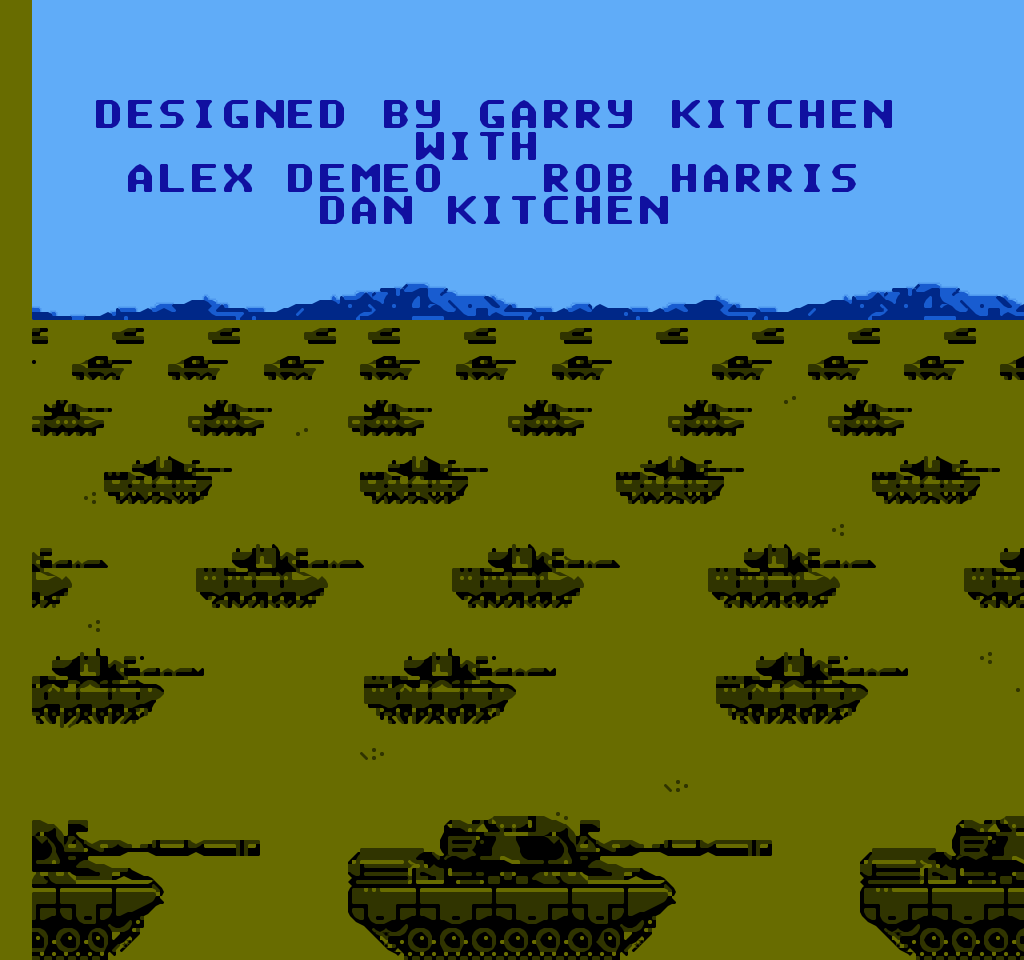 DESIGNED BY GARRY KITCHEN
WITH
ALEX DEMEO   ROB HARRIS
DAN KITCHEN